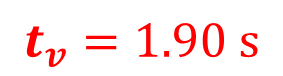 t_v = 1.90 s